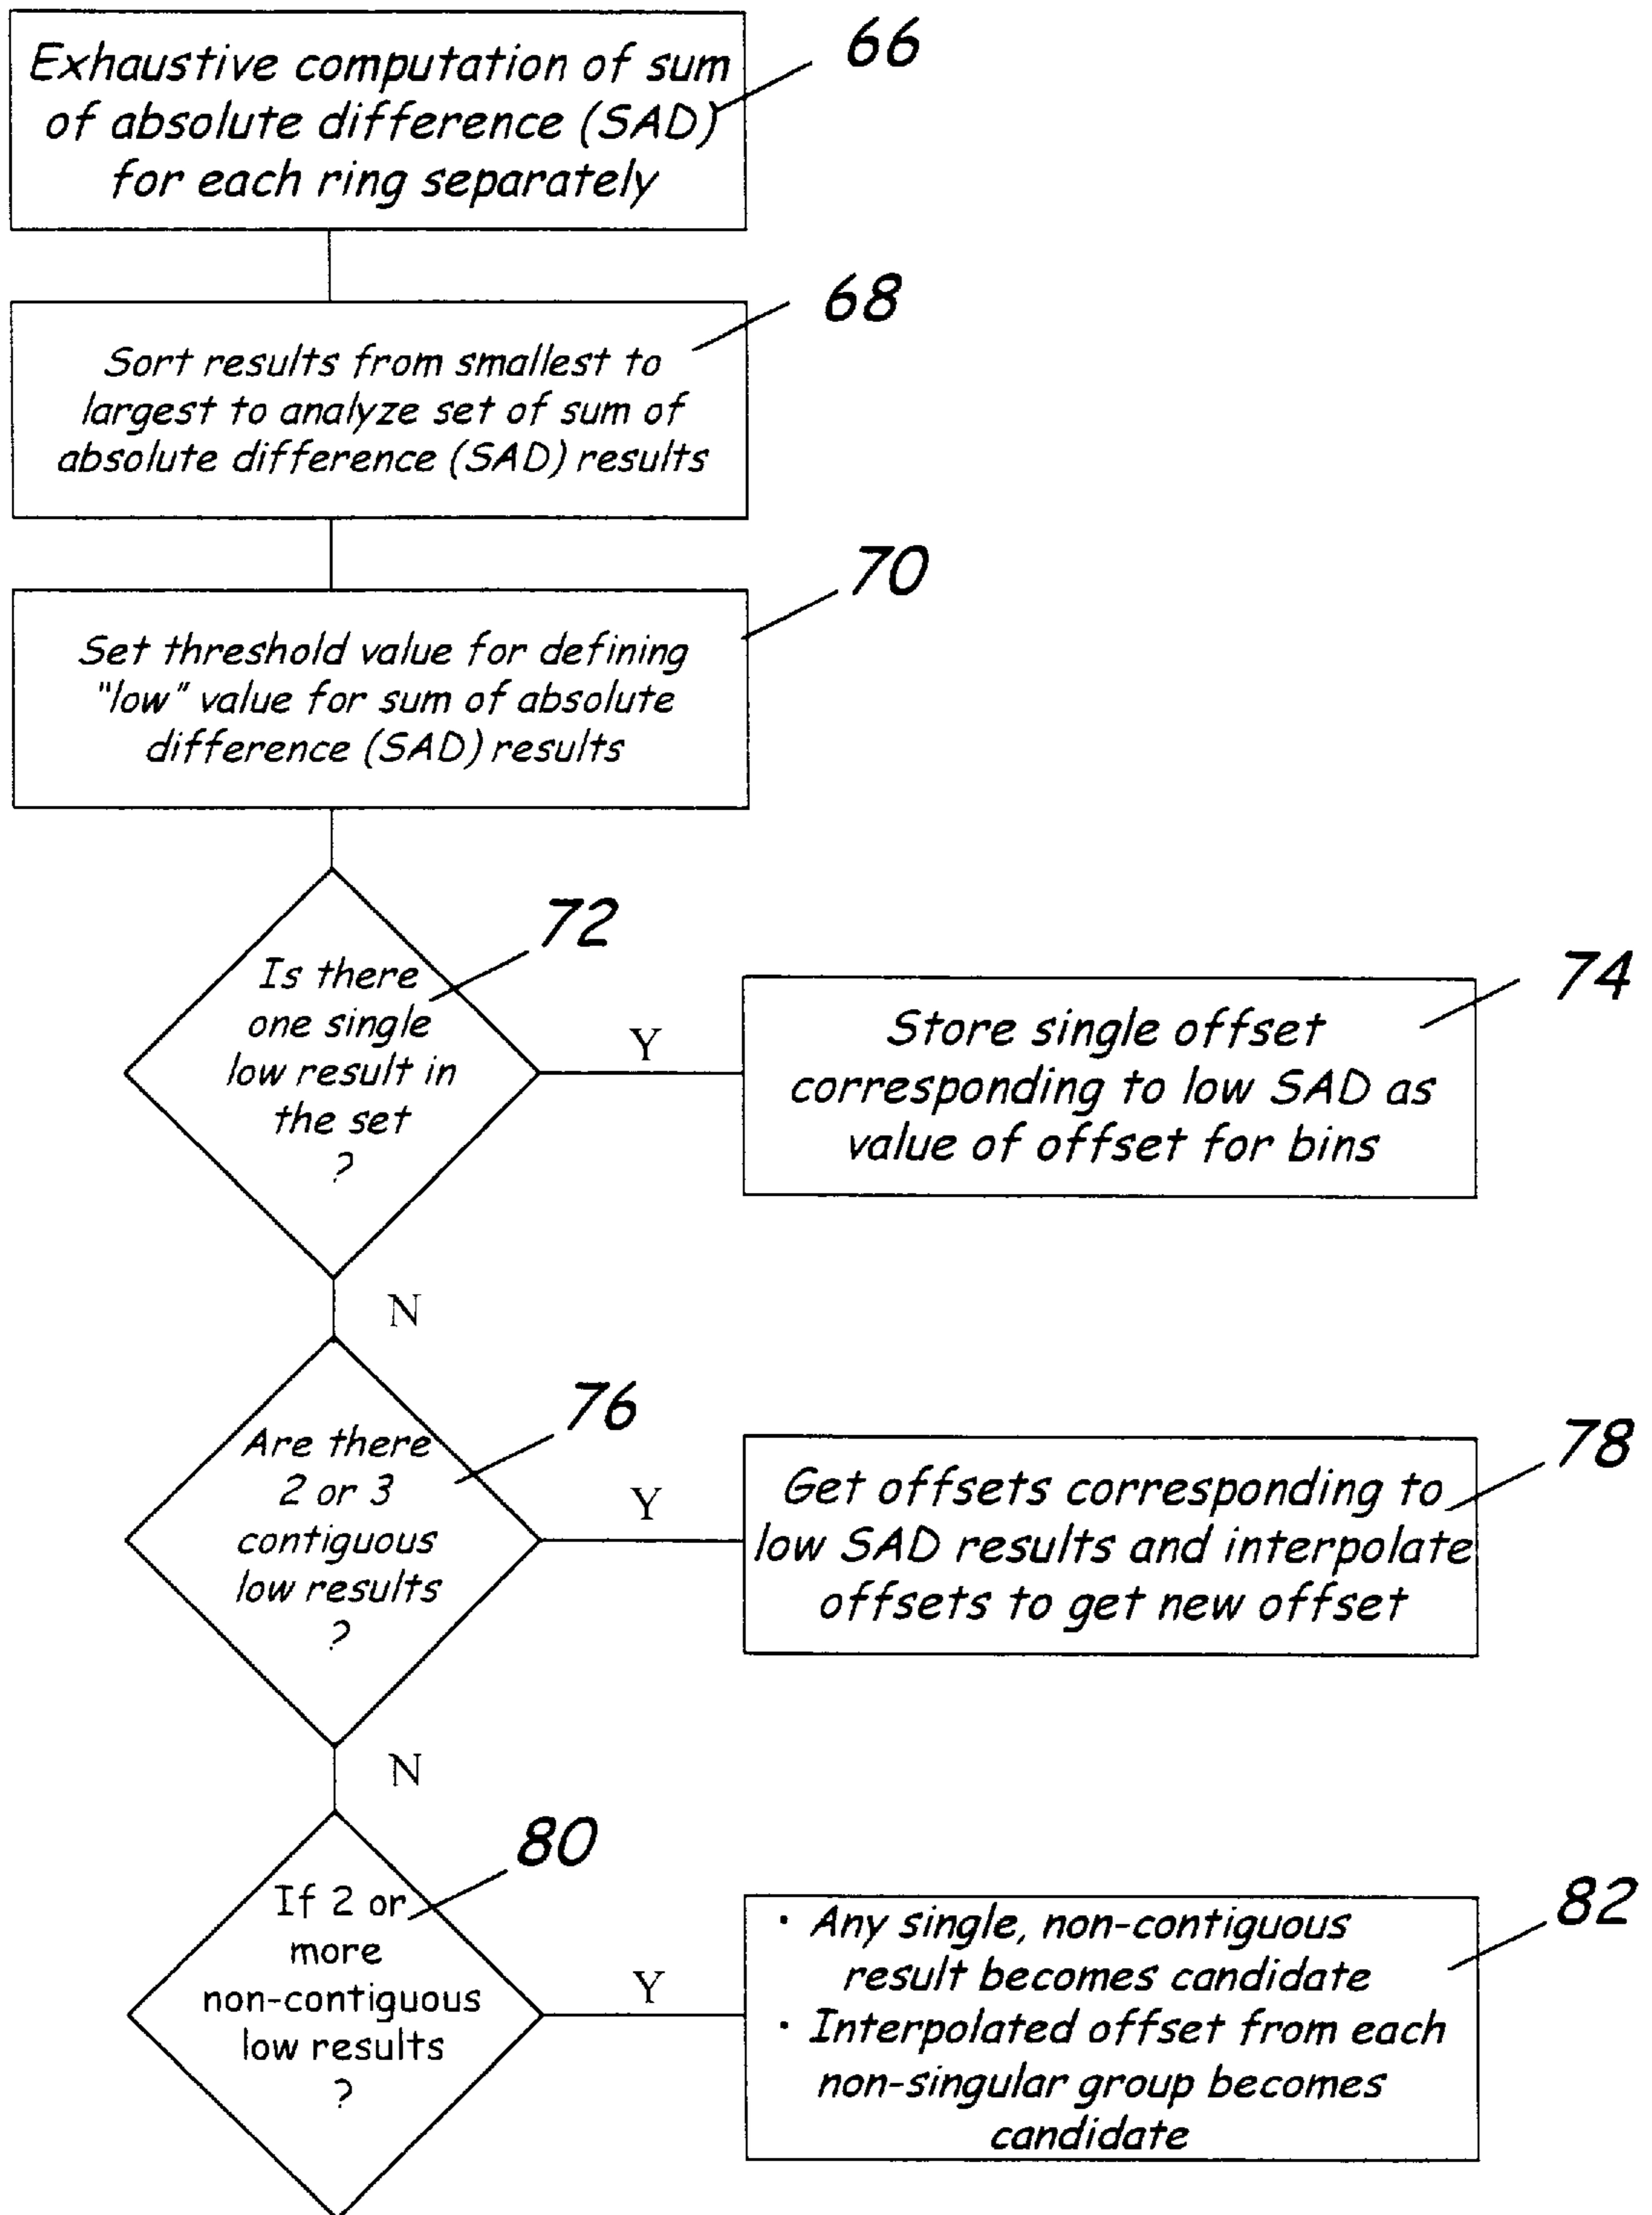 66
Exhaustive computation of sum
of absolute difference (SAD)
for each ring separately
68
Sort results from smallest to
largest to analyze set of sum of
absolute difference (SAD) results
70
Set threshold value for defining
"low" value for sum of absolute
difference (SAD) results
72
Is there
one single
low result in
the set
?
Y
74
Store single offset
corresponding to low SAD as
value of offset for bins
N
76
Are there
2 or 3
contiguous
low results
?
Y
78
Get offsets corresponding to
low SAD results and interpolate
offsets to get new offset
N
80
If 2 or
more
non-contiguous
low results
?
Y
82
· Any single, non-contiguous
result becomes candidate
· Interpolated offset from each
non-singular group becomes
candidate